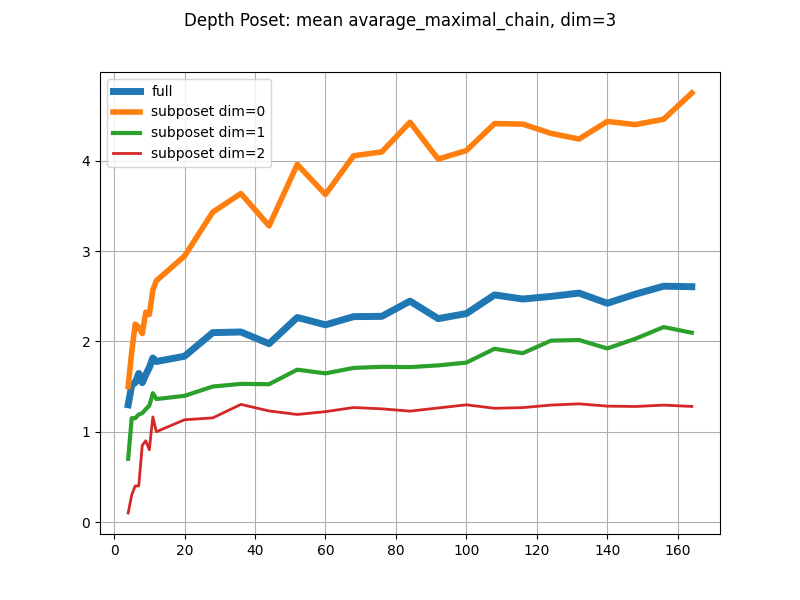 Depth Poset: mean avarage_maximal_chain, dim=3
full
subposet dim=0
subposet dim=1
subposet dim=2
4
3
2
1
0
0 20 40 60 80 100 120 140 160